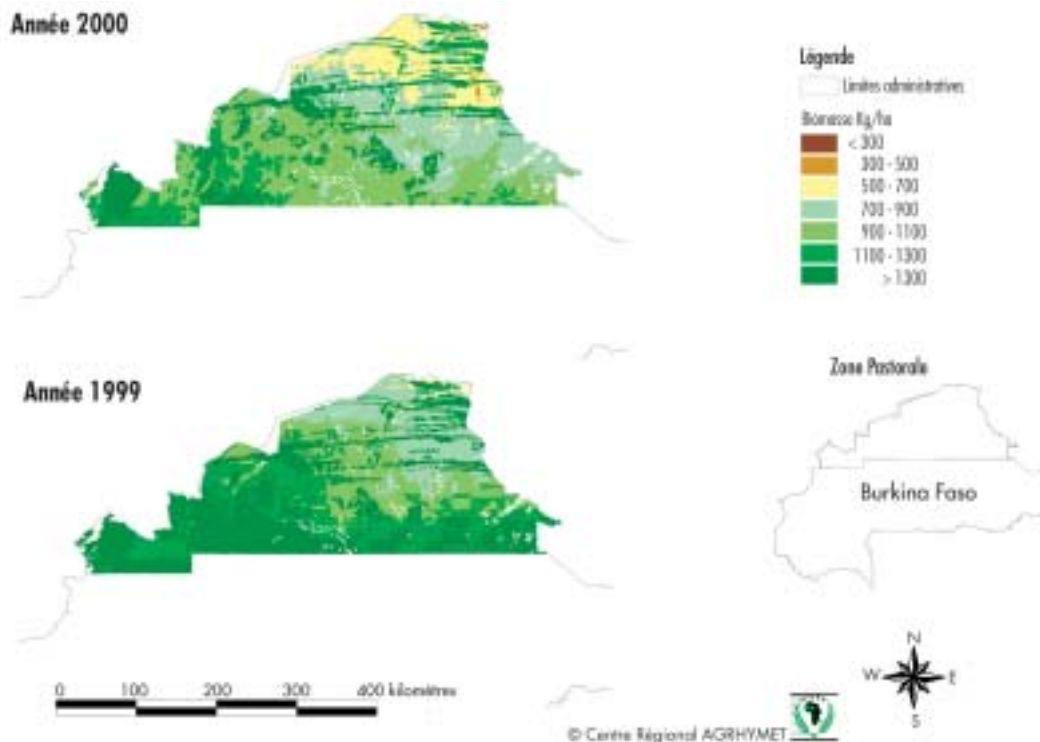 Année 2000
Légende
Limites administratives
Biomasse Kg/ha
< 300
300 - 500
500 - 700
700 - 900
900 - 1100
1100 - 1300
> 1300
Année 1999
Zone Pastorale
Burkina Faso
N
W E
S
0 100 200 300 400 kilomètres
© Centre Régional AGRHYMET